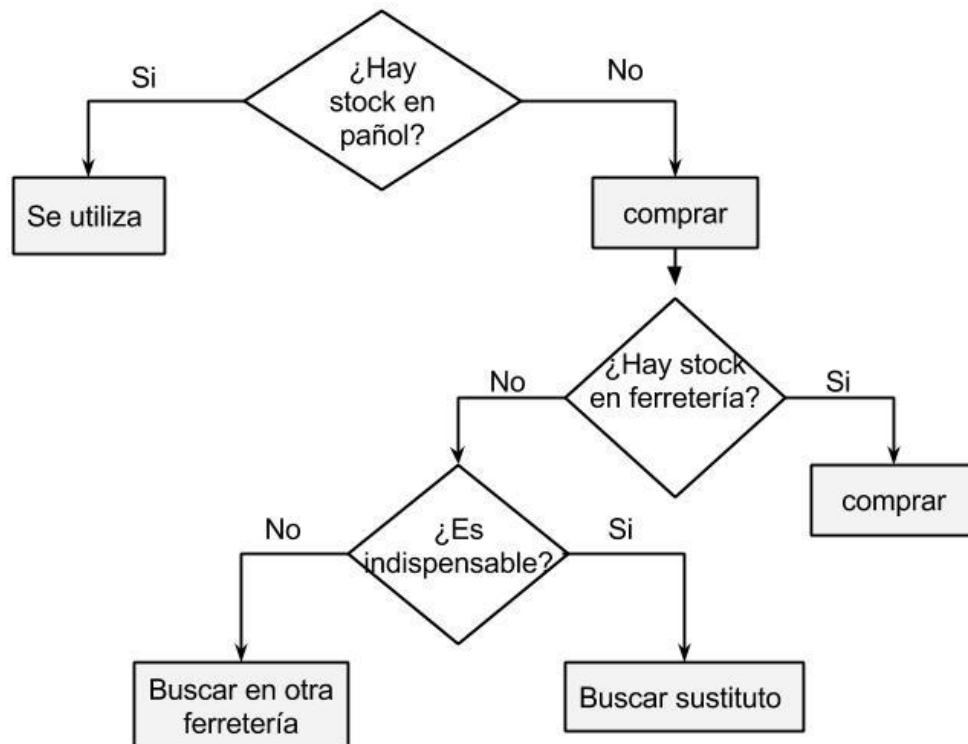 ¿Hay
stock en
pañol?
Si
No
Se utiliza
comprar
¿Hay stock
en ferretería?
No
Si
comprar
¿Es
indispensable?
No
Si
Buscar en otra
ferretería
Buscar sustituto